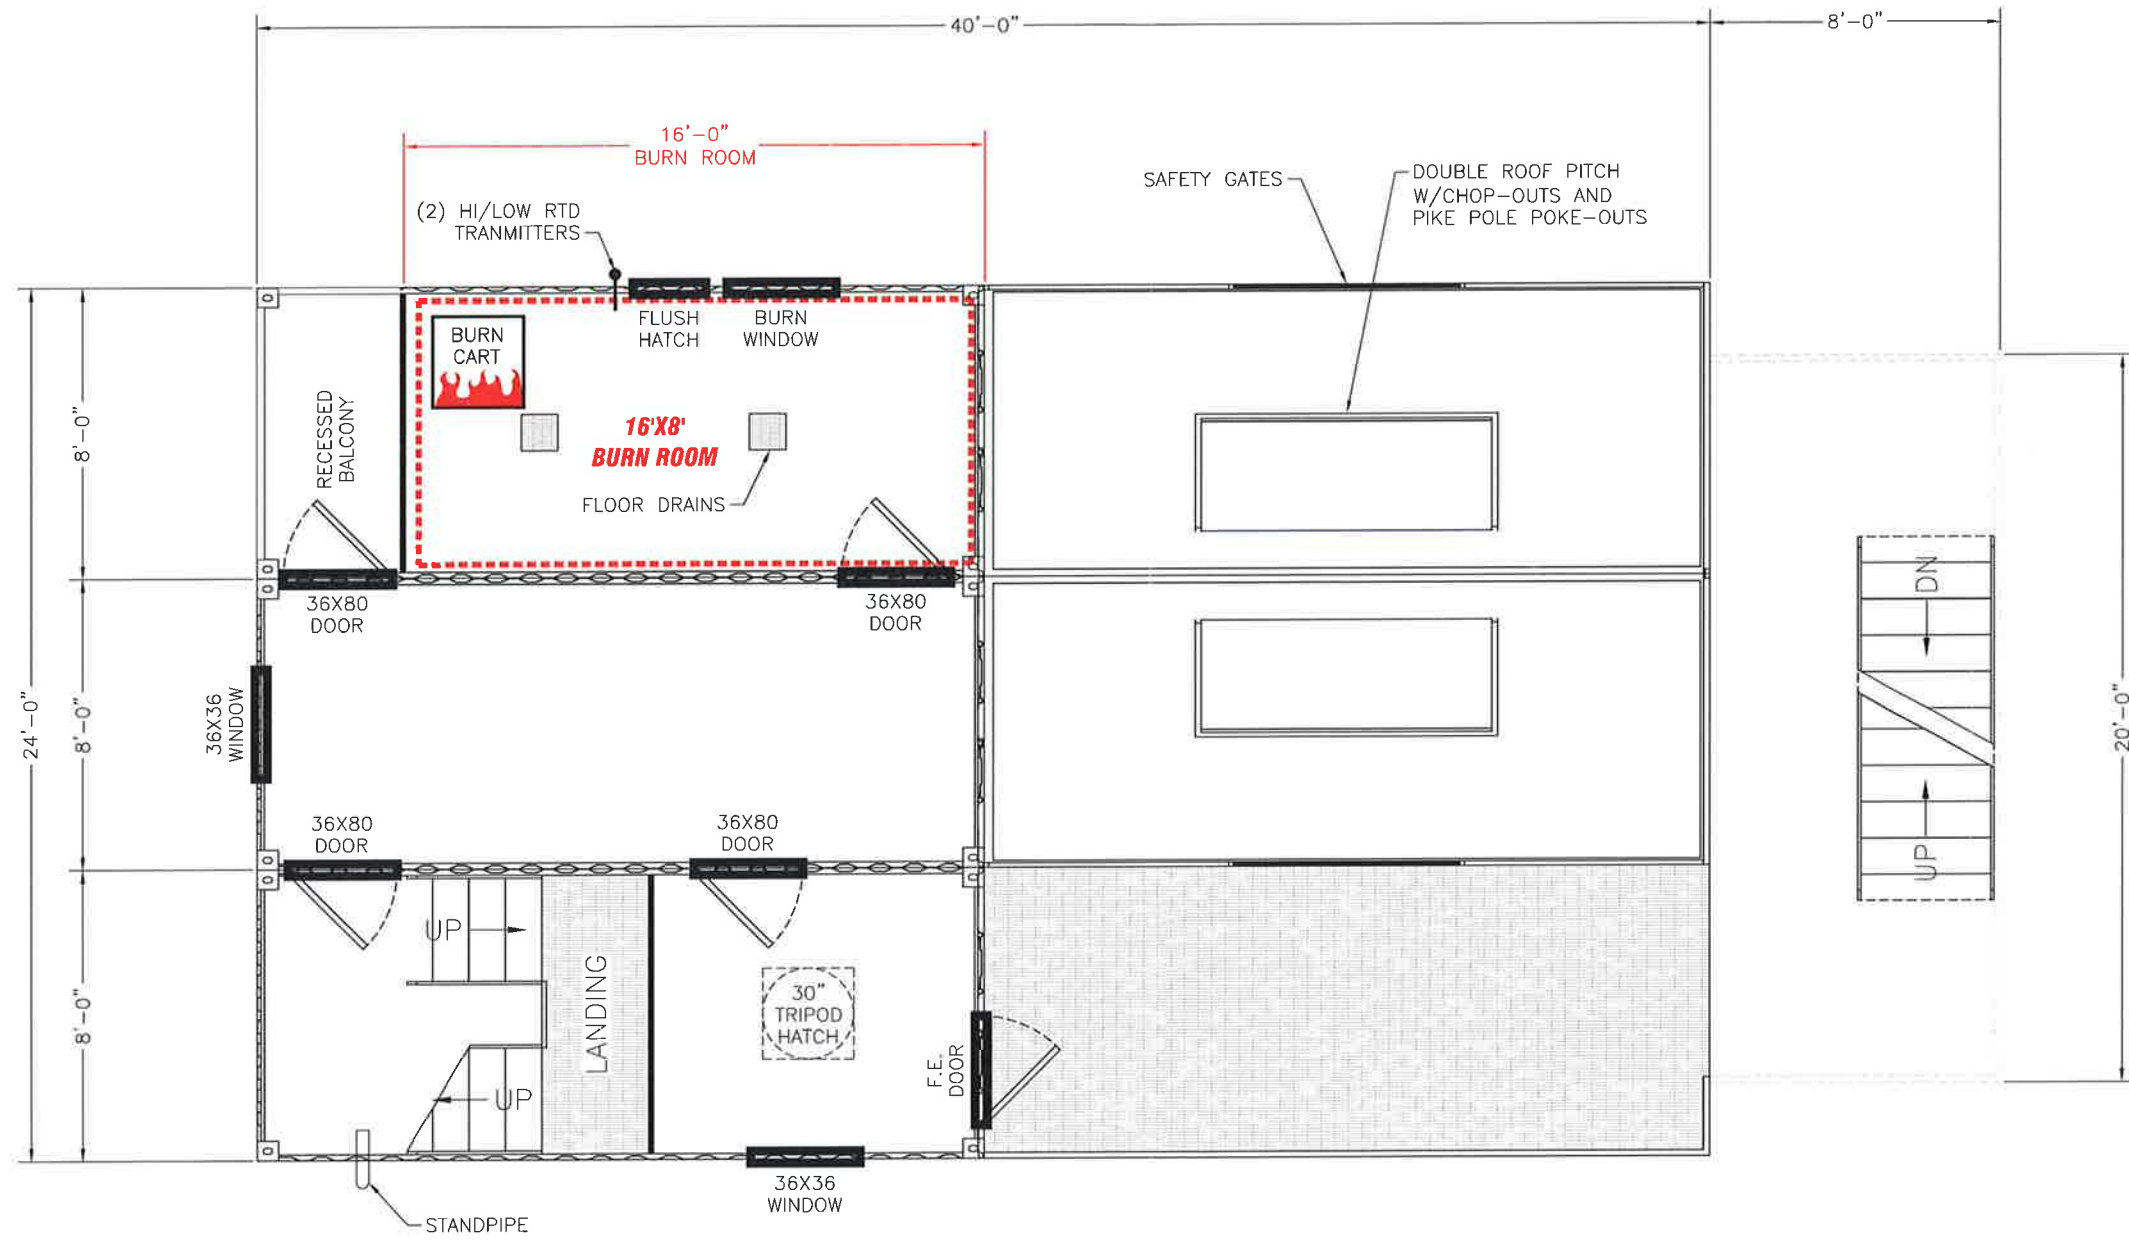 40'-0"
8'-0"
16'-0"
BURN ROOM
SAFETY GATES
DOUBLE ROOF PITCH
W/CHOP-OUTS AND
PIKE POLE POKE-OUTS
(2) HI/LOW RTD
TRANMITTERS
FLUSH
HATCH
BURN
WINDOW
BURN
CART
RECESSED
BALCONY
16'X8'
BURN ROOM
FLOOR DRAINS
8'-0"
36X80
DOOR
36X80
DOOR
DN
24'-0"
8'-0"
36X36
WINDOW
20'-0"
36X80
DOOR
36X80
DOOR
UP
UP
LANDING
30"
TRIPOD
HATCH
8'-0"
F.E.
DOOR
UP
36X36
WINDOW
STANDPIPE